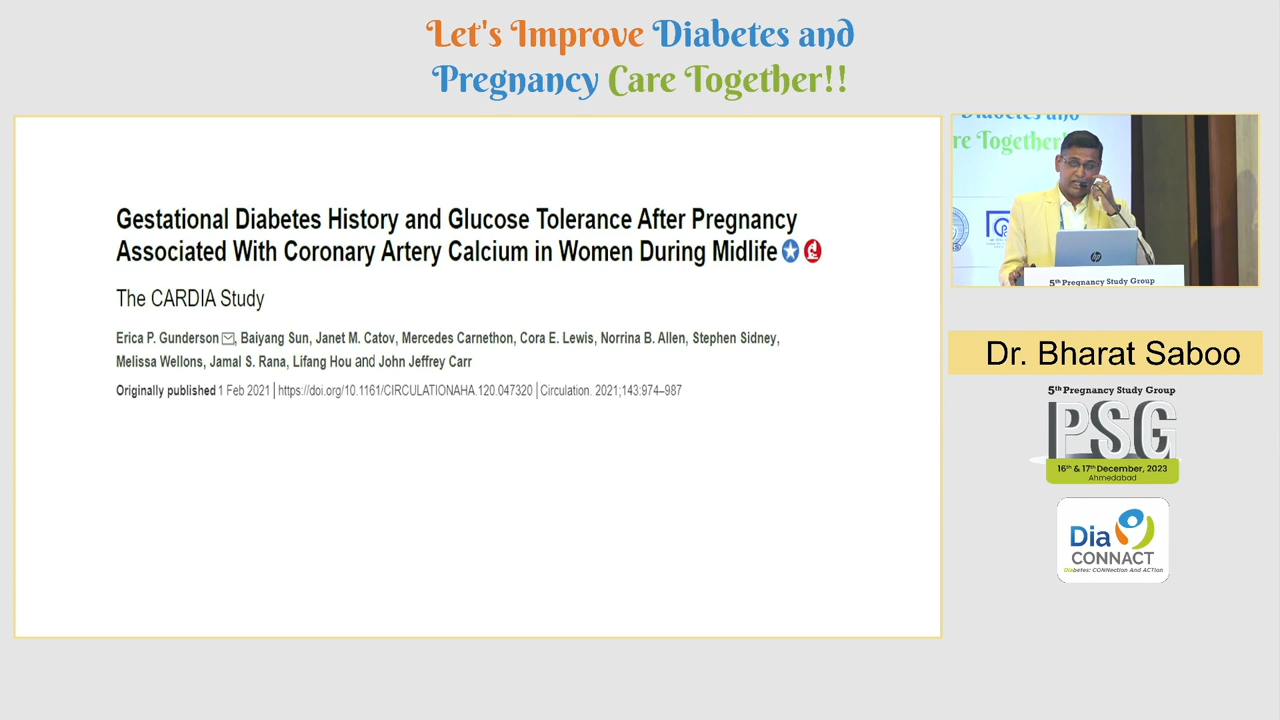 Let's Improve Diabetes and
Pregnancy Care Together!!
Gestational Diabetes History and Glucose Tolerance After Pregnancy
Associated With Coronary Artery Calcium in Women During Midlife
The CARDIA Study
Erica P. Gunderson, Baiyang Sun, Janet M. Catov, Mercedes Carnethon, Cora E. Lewis, Norrina B. Allen, Stephen Sidney,
Melissa Wellons, Jamal S. Rana, Lifang Hou and John Jeffrey Carr
Originally published 1 Feb 2021 | https://doi.org/10.1161/CIRCULATIONAHA.120.047320 | Circulation. 2021;143:974–987
Diabetes and
re Together
hp
5th Pregnancy Study Group
Dr. Bharat Saboo
5th Pregnancy Study Group
PSG
16th & 17th December, 2023
Ahmedabad
Dia
CONNACT
Diabetes: CONNection And ACTion